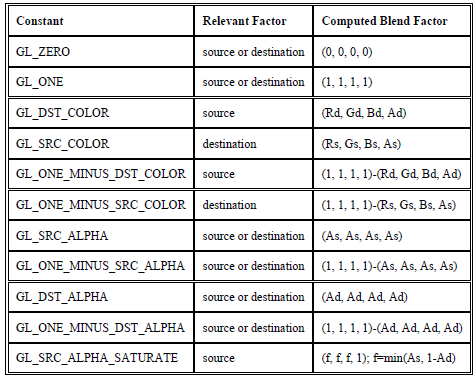 Constant Relevant Factor Computed Blend Factor
GL_ZERO source or destination (0, 0, 0, 0)
GL_ONE source or destination (1, 1, 1, 1)
GL_DST_COLOR source (Rd, Gd, Bd, Ad)
GL_SRC_COLOR destination (Rs, Gs, Bs, As)
GL_ONE_MINUS_DST_COLOR source (1, 1, 1, 1)-(Rd, Gd, Bd, Ad)
GL_ONE_MINUS_SRC_COLOR destination (1, 1, 1, 1)-(Rs, Gs, Bs, As)
GL_SRC_ALPHA source or destination (As, As, As, As)
GL_ONE_MINUS_SRC_ALPHA source or destination (1, 1, 1, 1)-(As, As, As, As)
GL_DST_ALPHA source or destination (Ad, Ad, Ad, Ad)
GL_ONE_MINUS_DST_ALPHA source or destination (1, 1, 1, 1)-(Ad, Ad, Ad, Ad)
GL_SRC_ALPHA_SATURATE source (f, f, f, 1); f=min(As, 1-Ad)